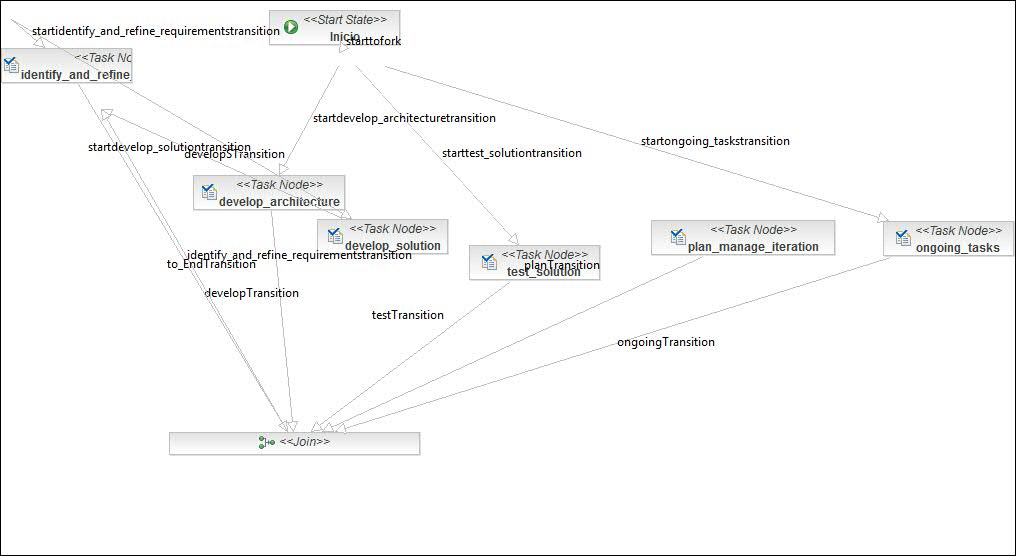 <<Start State>>
Inicio
startidentify_and_refine_requirementstransition
starttofork
<<Task No
identify_and_refine_
startdevelop_architecturetransition
startdevelop_solutiontransition
developSTransition
starttest_solutiontransition
startongoing_taskstransition
<<Task Node>>
develop_architecture
<<Task Node>>
develop_solution
<<Task Node>>
plan_manage_iteration
<<Task Node>>
ongoing_tasks
<<Task Node>>
test_solution
planTransition
identify_and_refine_requirementstransition
to_EndTransition
developTransition
testTransition
ongoingTransition
<<Join>>